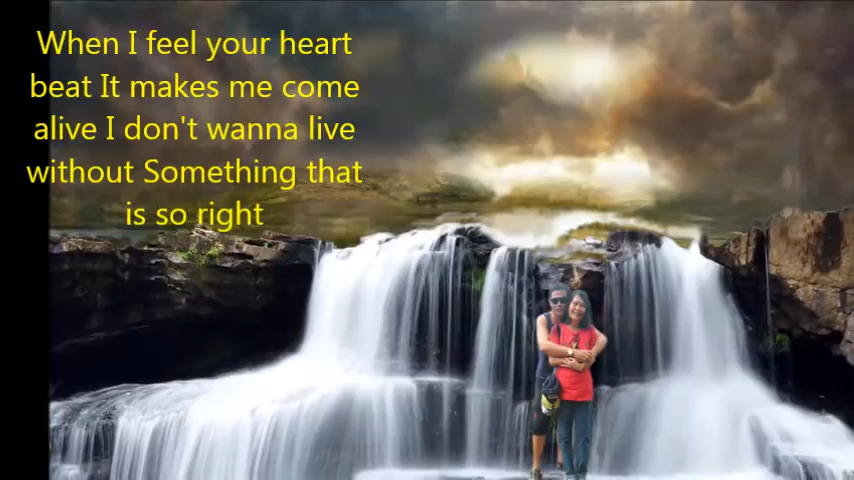 When I feel your heart
beat It makes me come
alive I don't wanna live
without Something that
is so right